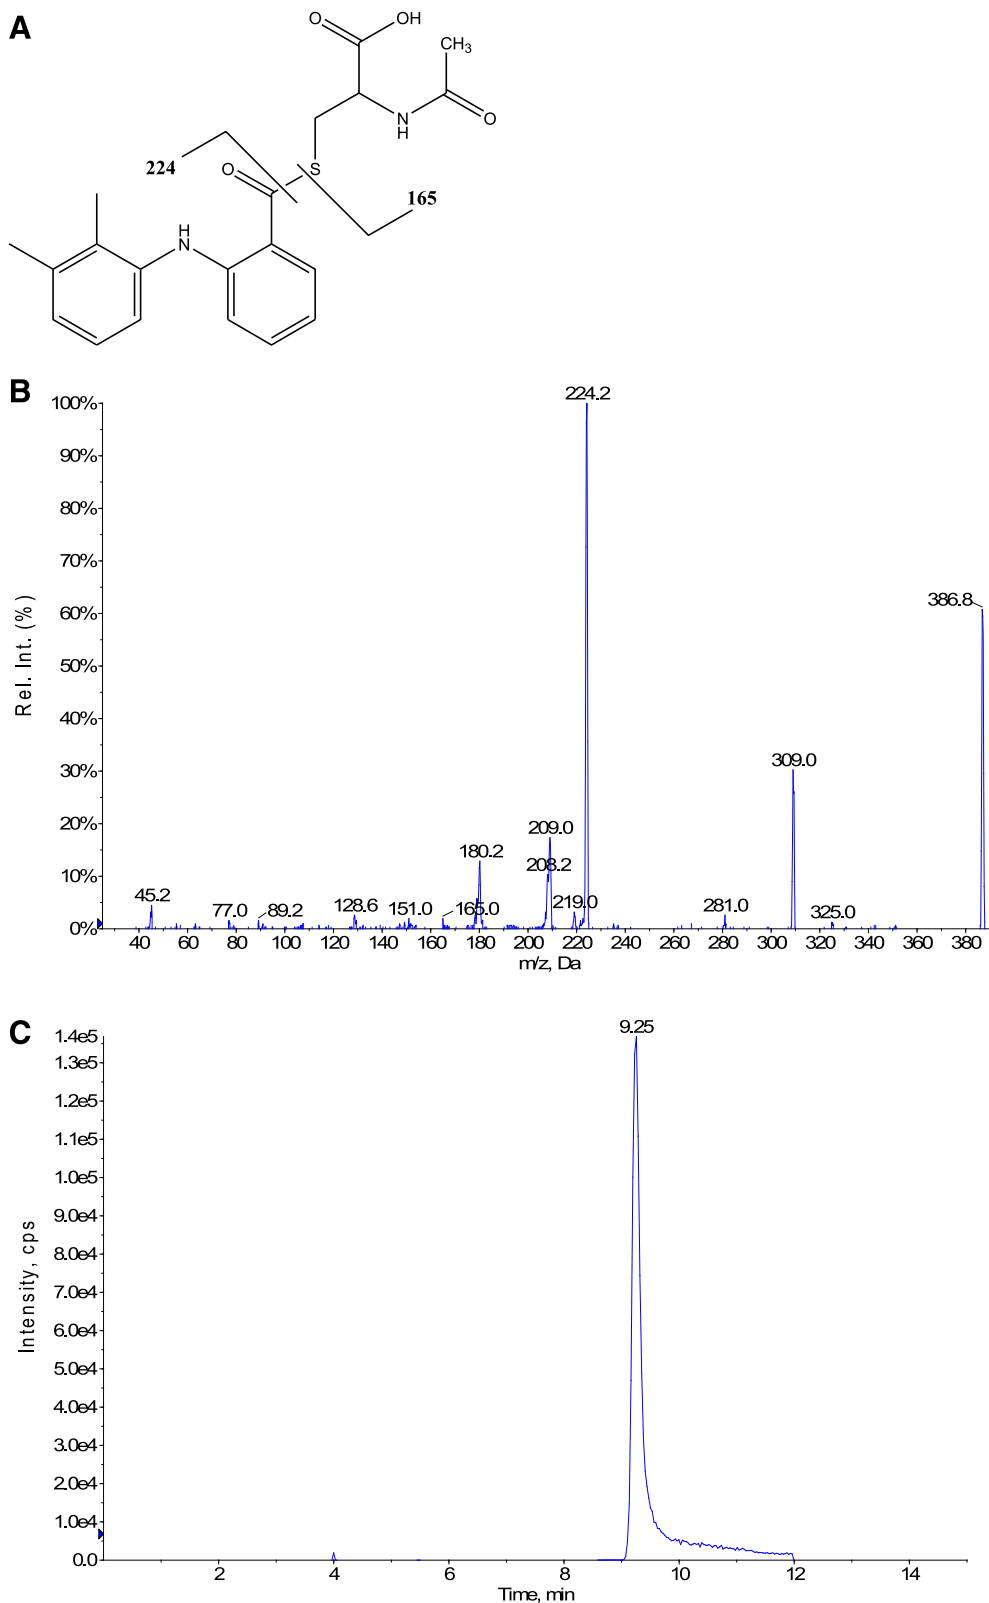 A
O
OH
CH3
N
H
O
224
O
S
165
H
N
B
224.2
100%
90%
80%
70%
60%
386.8
50%
40%
30%
309.0
20%
209.0
180.2
208.2
10%
45.2
77.0
89.2
128.6
151.0
165.0
219.0
281.0
325.0
0%
40 60 80 100 120 140 160 180 200 220 240 260 280 300 320 340 360 380
m/z, Da
Rel. Int. (%)
C
9.25
1.4e5
1.3e5
1.2e5
1.1e5
1.0e5
9.0e4
8.0e4
7.0e4
6.0e4
5.0e4
4.0e4
3.0e4
2.0e4
1.0e4
0.0
2 4 6 8 10 12 14
Time, min
Intensity, cps